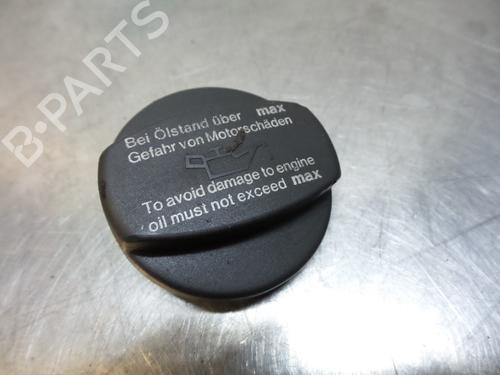 B-PARTS
Bei Ölstand über max
Gefahr von Motorschäden
To avoid damage to engine
oil must not exceed max